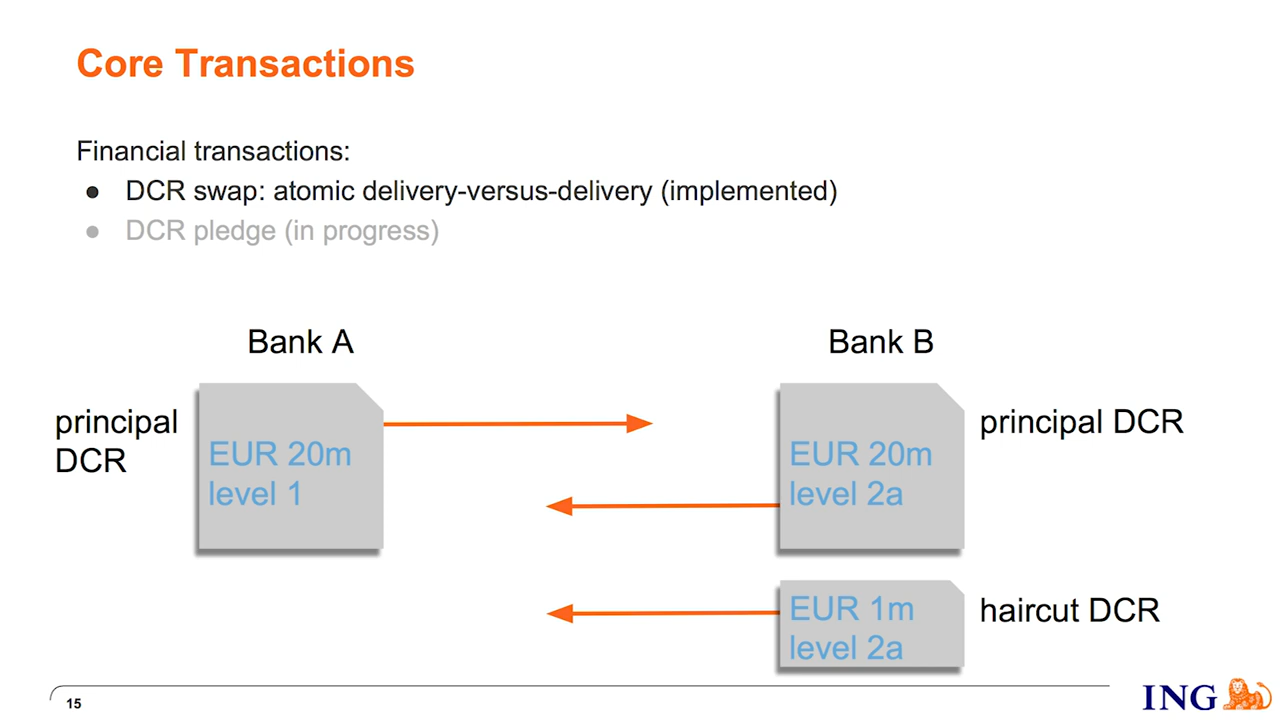 Core Transactions
Financial transactions:
● DCR swap: atomic delivery-versus-delivery (implemented)
● DCR pledge (in progress)
Bank A
Bank B
principal
DCR
EUR 20m
level 1
EUR 20m
level 2a
principal DCR
EUR 1m
level 2a
haircut DCR
15
ING